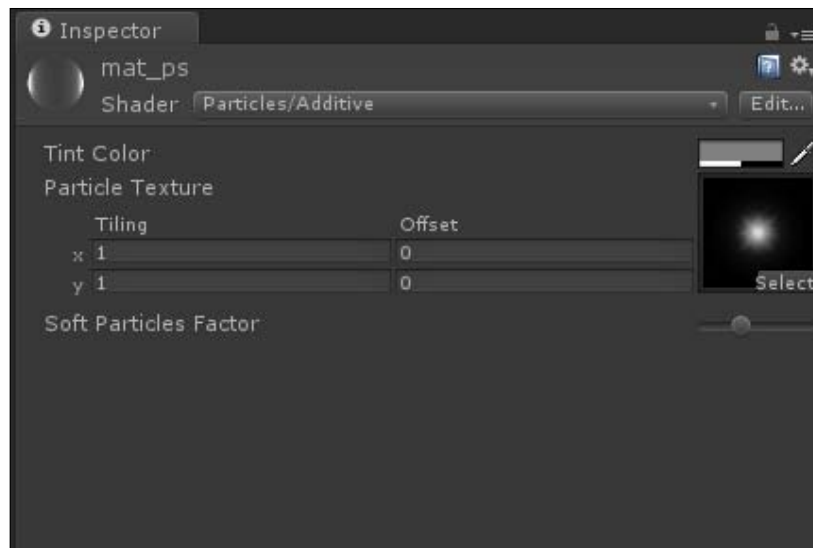 Inspector
mat_ps
Shader Particles/Additive Edit...
Tint Color
Particle Texture
Tiling Offset
x 1 0
y 1 0
Select
Soft Particles Factor